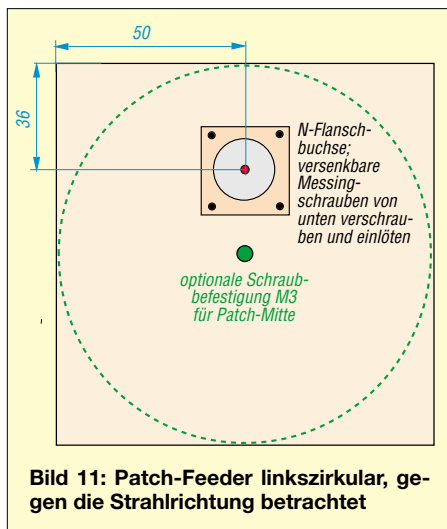 50
36
N-Flansch-
buchse;
versenkbare
Messing-
schrauben von
unten verschrau-
ben und einlöten
optionale Schraub-
befestigung M3
für Patch-Mitte
Bild 11: Patch-Feeder linkszirkular, ge-
gen die Strahlrichtung betrachtet